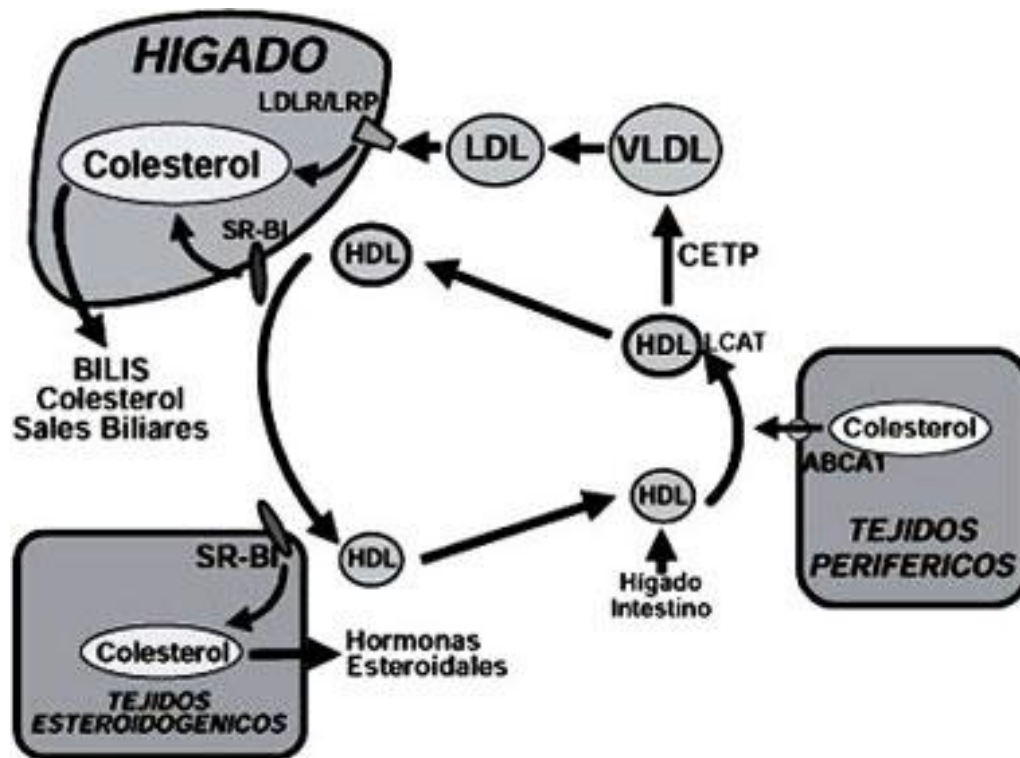 HIGADO
LDLR/LRP
Colesterol
LDL
VLDL
SR-BI
HDL
CETP
HDL
LCAT
BILIS
Colesterol
Sales Biliares
Colesterol
ABCA1
TEJIDOS
PERIFERICOS
HDL
Hígado
Intestino
SR-BI
HDL
Colesterol
Hormonas
Esteroidales
TEJIDOS
ESTEROIDOGENICOS